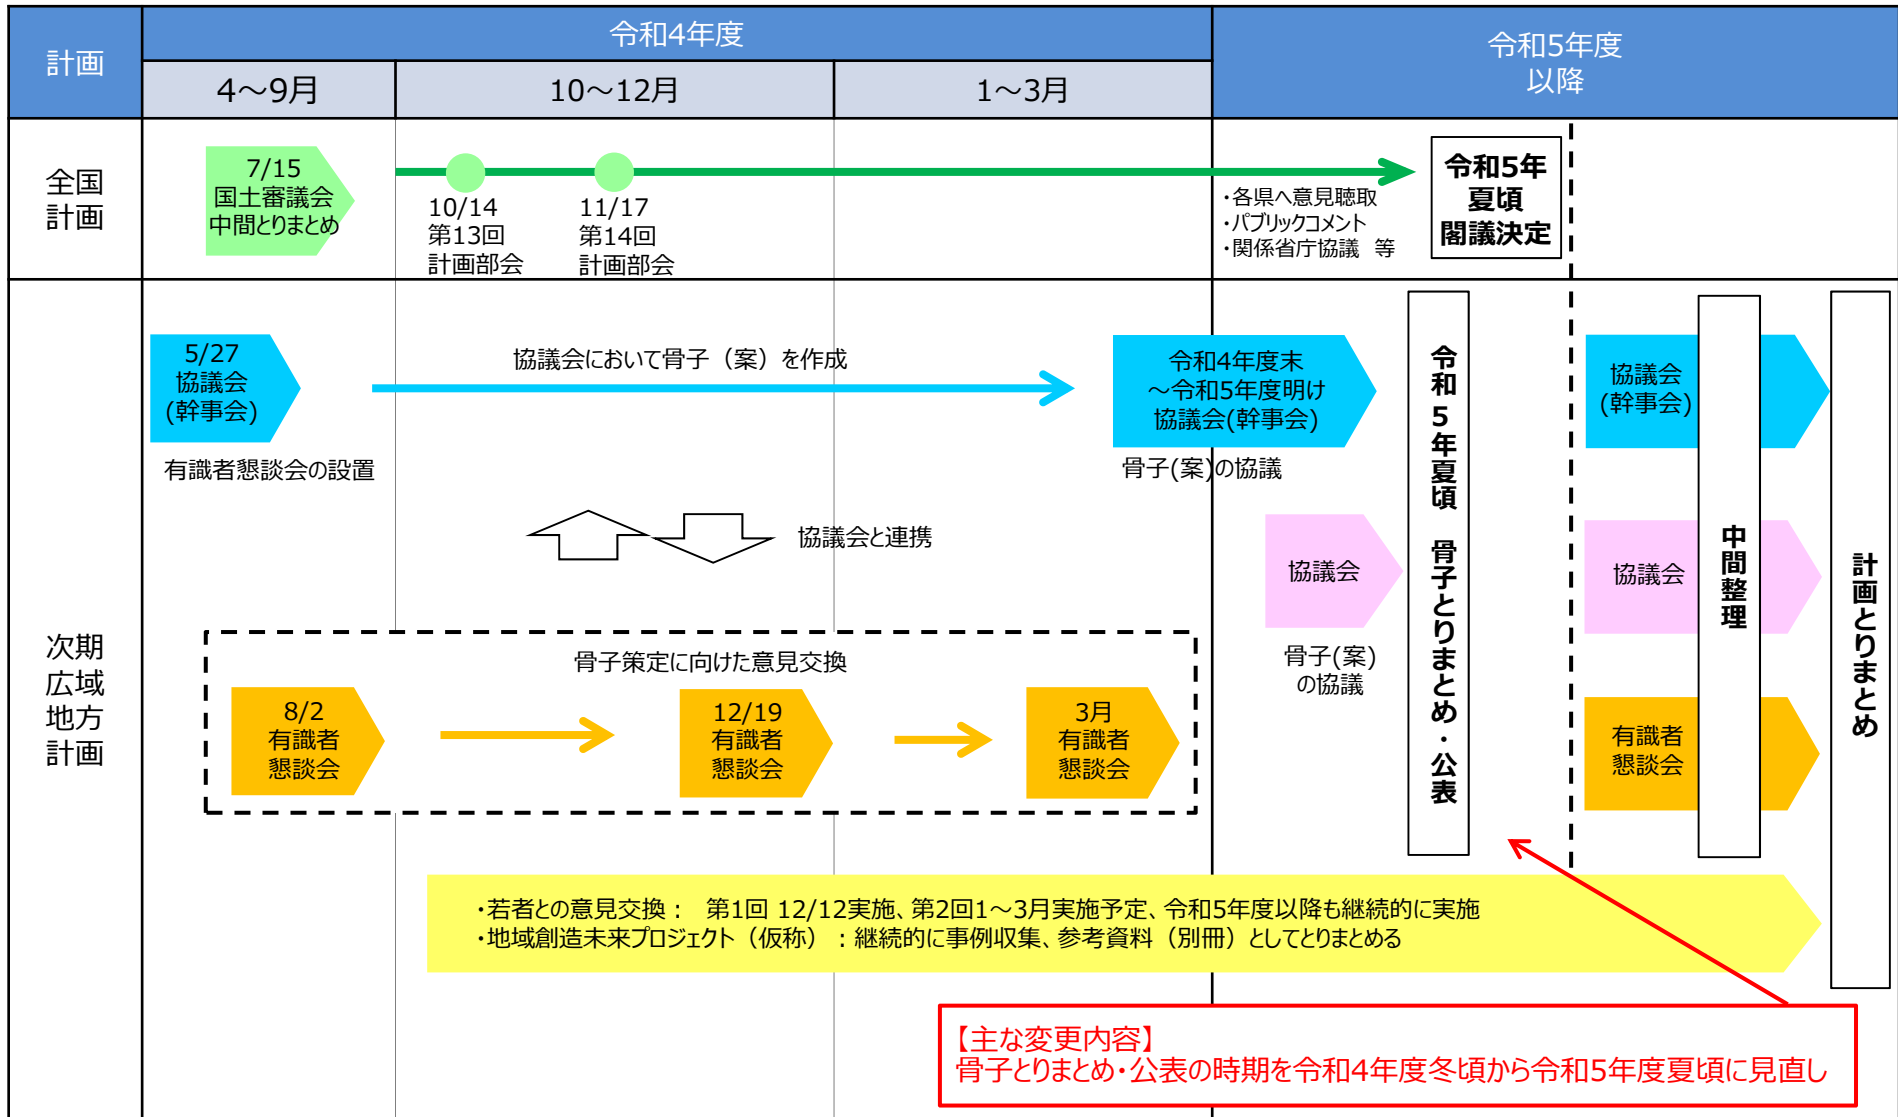 計画
令和4年度
令和5年度
以降
4～9月
10～12月
1～3月
全国
計画
7/15
国土審議会
中間とりまとめ
10/14
第13回
計画部会
11/17
第14回
計画部会
・各県へ意見聴取
・パブリックコメント
・関係省庁協議 等
令和5年
夏頃
閣議決定
次期
広域
地方
計画
5/27
協議会
(幹事会)
有識者懇談会の設置
協議会において骨子（案）を作成
令和4年度末
～令和5年度明け
協議会(幹事会)
骨子(案)の協議
協議会と連携
骨子策定に向けた意見交換
8/2
有識者
懇談会
12/19
有識者
懇談会
3月
有識者
懇談会
協議会
骨子(案)
の協議
令和5年夏頃 骨子とりまとめ・公表
協議会
(幹事会)
協議会
有識者
懇談会
中間整理
計画とりまとめ
・若者との意見交換： 第1回 12/12実施、第2回1～3月実施予定、令和5年度以降も継続的に実施
・地域創造未来プロジェクト（仮称）：継続的に事例収集、参考資料（別冊）としてとりまとめる
【主な変更内容】
骨子とりまとめ・公表の時期を令和4年度冬頃から令和5年度夏頃に見直し